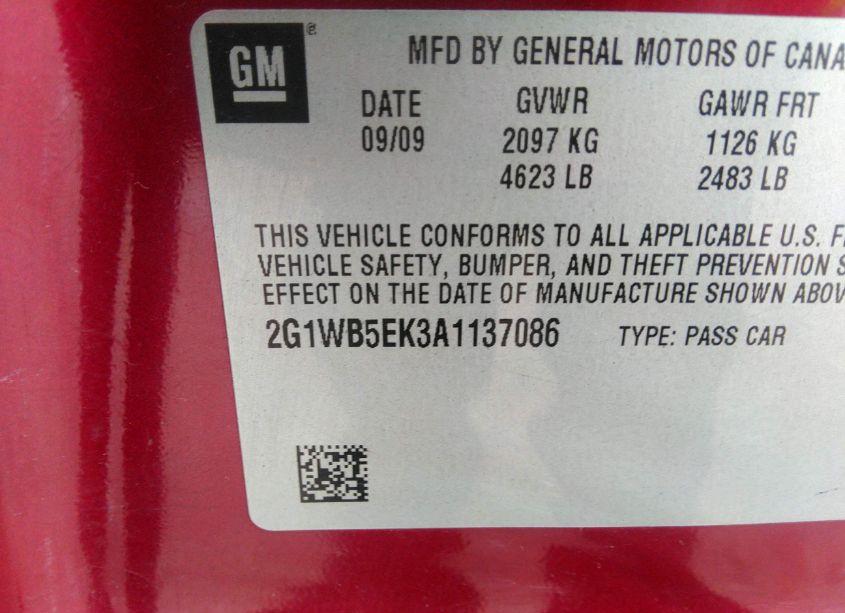 GM
MFD BY GENERAL MOTORS OF CANA
DATE GVWR GAWR FRT
09/09 2097 KG 1126 KG
4623 LB 2483 LB
THIS VEHICLE CONFORMS TO ALL APPLICABLE U.S. F
VEHICLE SAFETY, BUMPER, AND THEFT PREVENTION S
EFFECT ON THE DATE OF MANUFACTURE SHOWN ABOV
2G1WB5EK3A1137086 TYPE: PASS CAR